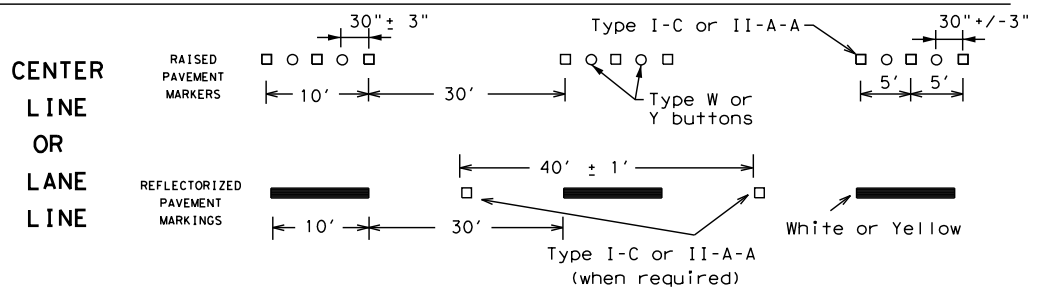 CENTER
LINE
OR
LANE
LINE
RAISED
PAVEMENT
MARKERS
30"± 3"
10'
30'
Type I-C or II-A-A
Type W or
Y buttons
30"+/-3"
5'
5'
REFLECTORIZED
PAVEMENT
MARKINGS
10'
30'
40' ± 1'
Type I-C or II-A-A
(when required)
White or Yellow